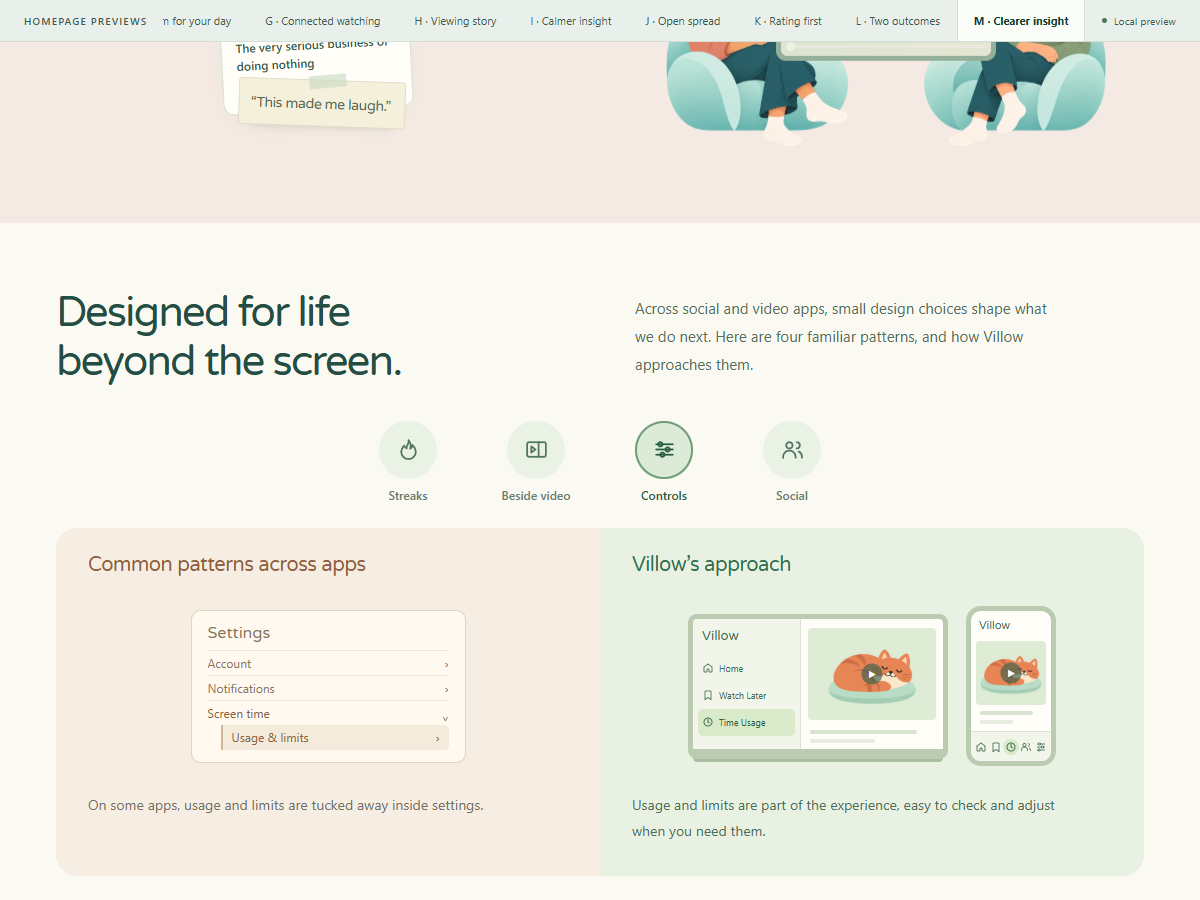 HOMEPAGE PREVIEWS
m for your day
G · Connected watching
H · Viewing story
I · Calmer insight
J · Open spread
K · Rating first
L · Two outcomes
M · Clearer insight
Local preview
The very serious business of
doing nothing
“This made me laugh.”
Designed for life
beyond the screen.
Across social and video apps, small design choices shape what
we do next. Here are four familiar patterns, and how Villow
approaches them.
Streaks
Beside video
Controls
Social
Common patterns across apps
Settings
Account
Notifications
Screen time
Usage & limits
On some apps, usage and limits are tucked away inside settings.
Villow’s approach
Villow
Home
Watch Later
Time Usage
Villow
Usage and limits are part of the experience, easy to check and adjust
when you need them.